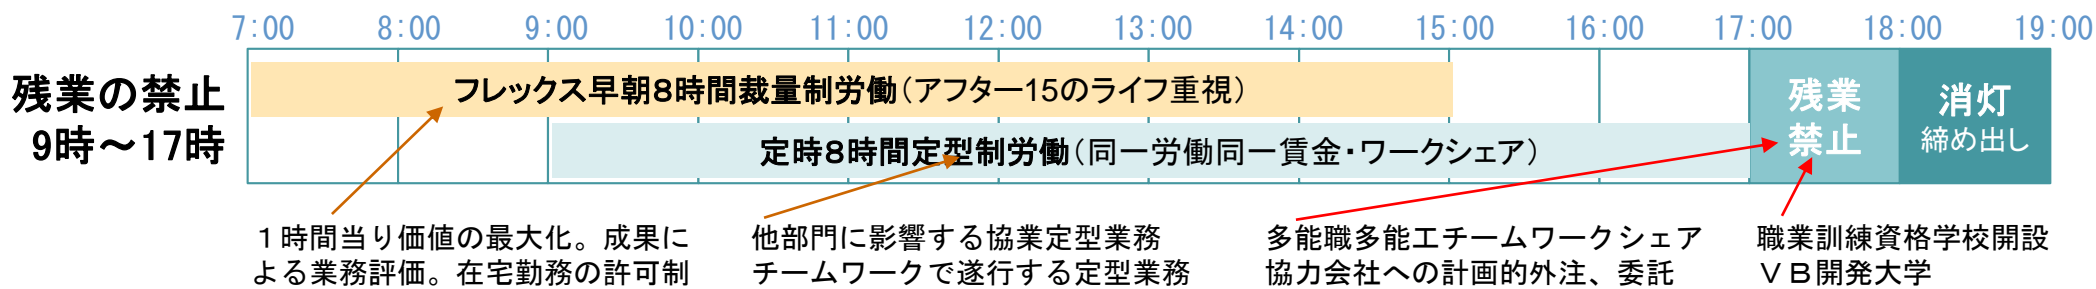 7:00 8:00 9:00 10:00 11:00 12:00 13:00 14:00 15:00 16:00 17:00 18:00 19:00
残業の禁止
9時～17時
フレックス早朝8時間裁量制労働（アフター15のライフ重視）
定時8時間定型制労働（同一労働同一賃金・ワークシェア）
残業
禁止
消灯
締め出し
１時間当り価値の最大化。成果に
よる業務評価。在宅勤務の許可制
他部門に影響する協業定型業務
チームワークで遂行する定型業務
多能職多能工チームワークシェア
協力会社への計画的外注、委託
職業訓練資格学校開設
ＶＢ開発大学